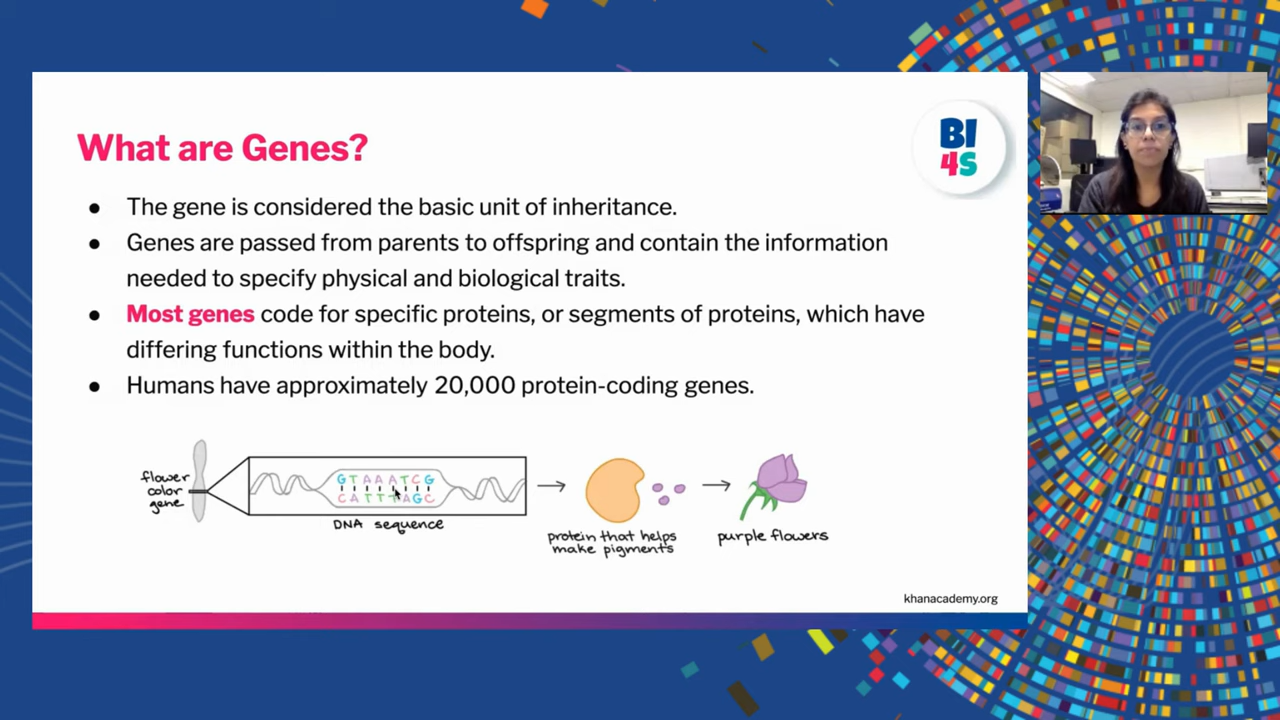 What are Genes?
BI
4S
● The gene is considered the basic unit of inheritance.
● Genes are passed from parents to offspring and contain the information
needed to specify physical and biological traits.
● Most genes code for specific proteins, or segments of proteins, which have
differing functions within the body.
● Humans have approximately 20,000 protein-coding genes.
flower
color
gene
GTAAATCG
CATTTAGC
DNA sequence
protein that helps
make pigments
purple flowers
khanacademy.org